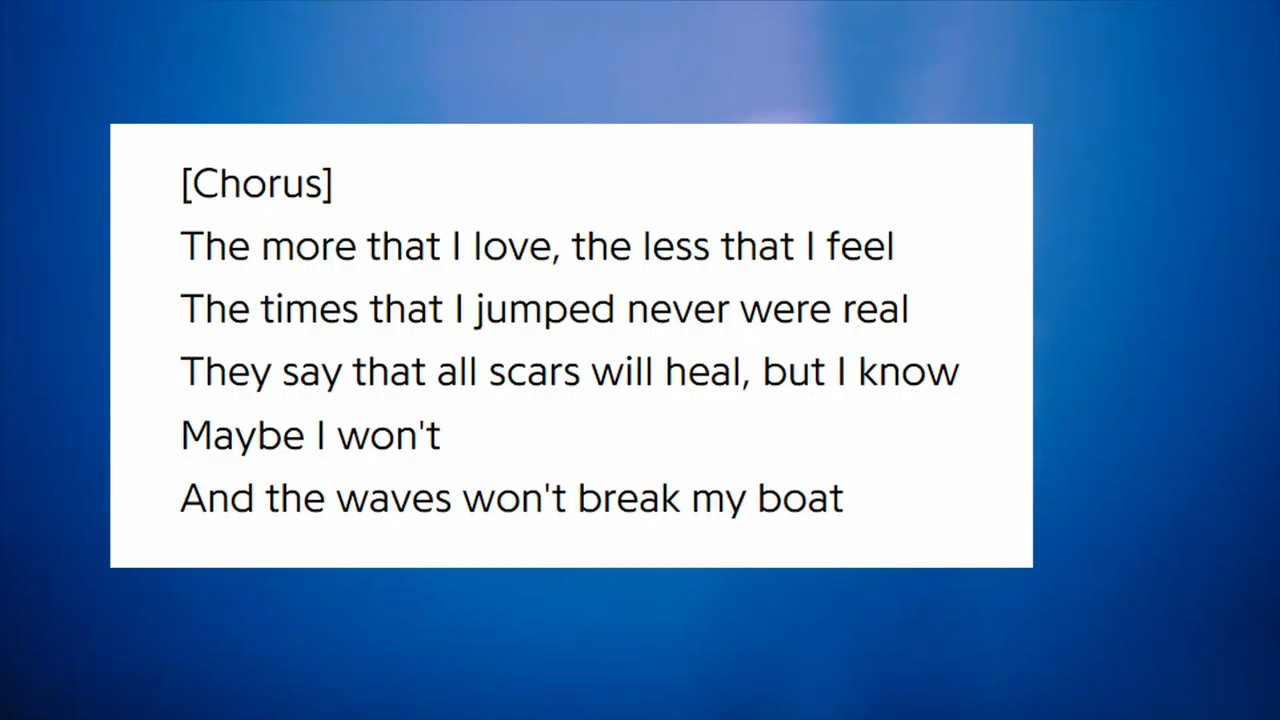 [Chorus]
The more that I love, the less that I feel
The times that I jumped never were real
They say that all scars will heal, but I know
Maybe I won't
And the waves won't break my boat